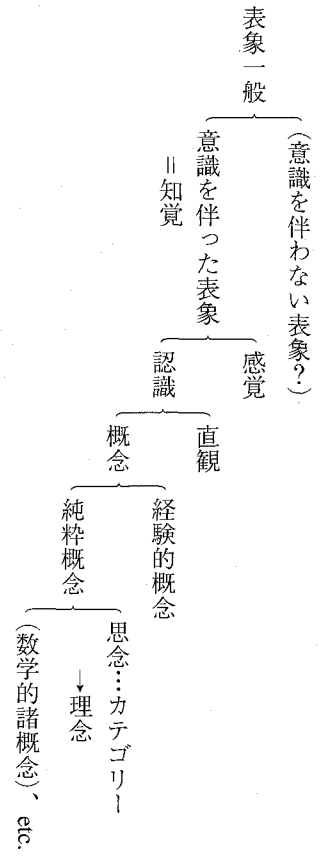 表象一般
(意識を伴わない表象?)
意識を伴った表象
=知覚
感覚
認識
直観
概念
経験的概念
純粋概念
思念…カテゴリー
→理念
(数学的諸概念)、etc.